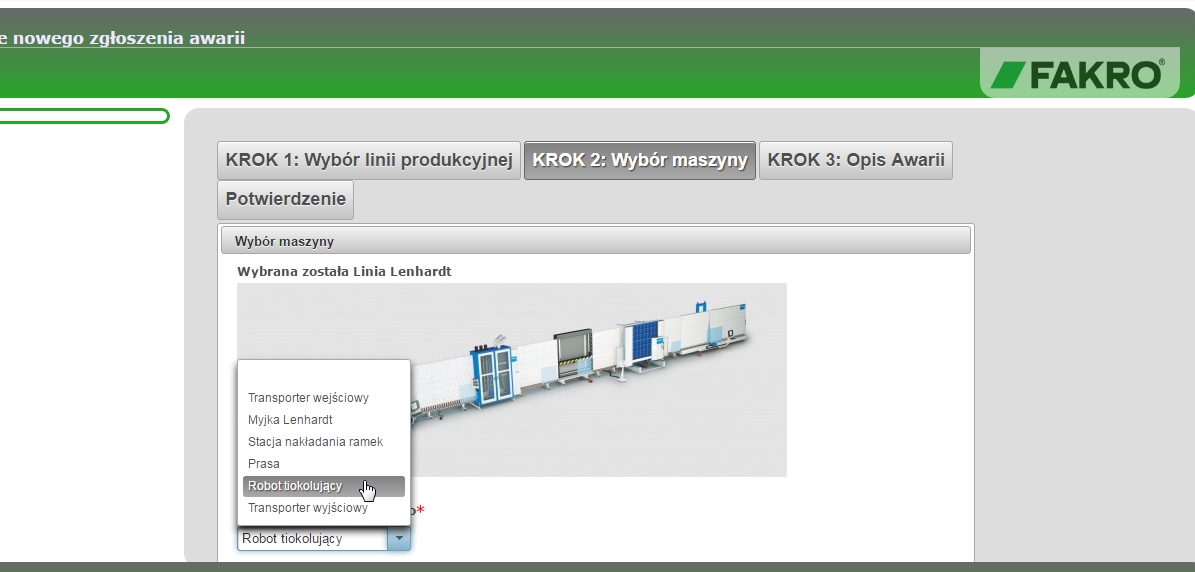 e nowego zgłoszenia awarii
FAKRO®
KROK 1: Wybór linii produkcyjnej
KROK 2: Wybór maszyny
KROK 3: Opis Awarii
Potwierdzenie
Wybór maszyny
Wybrana została Linia Lenhardt
Transporter wejściowy
Myjka Lenhardt
Stacja nakładania ramek
Prasa
Robot tiokolujący
Transporter wyjściowy
o*
Robot tiokolujący